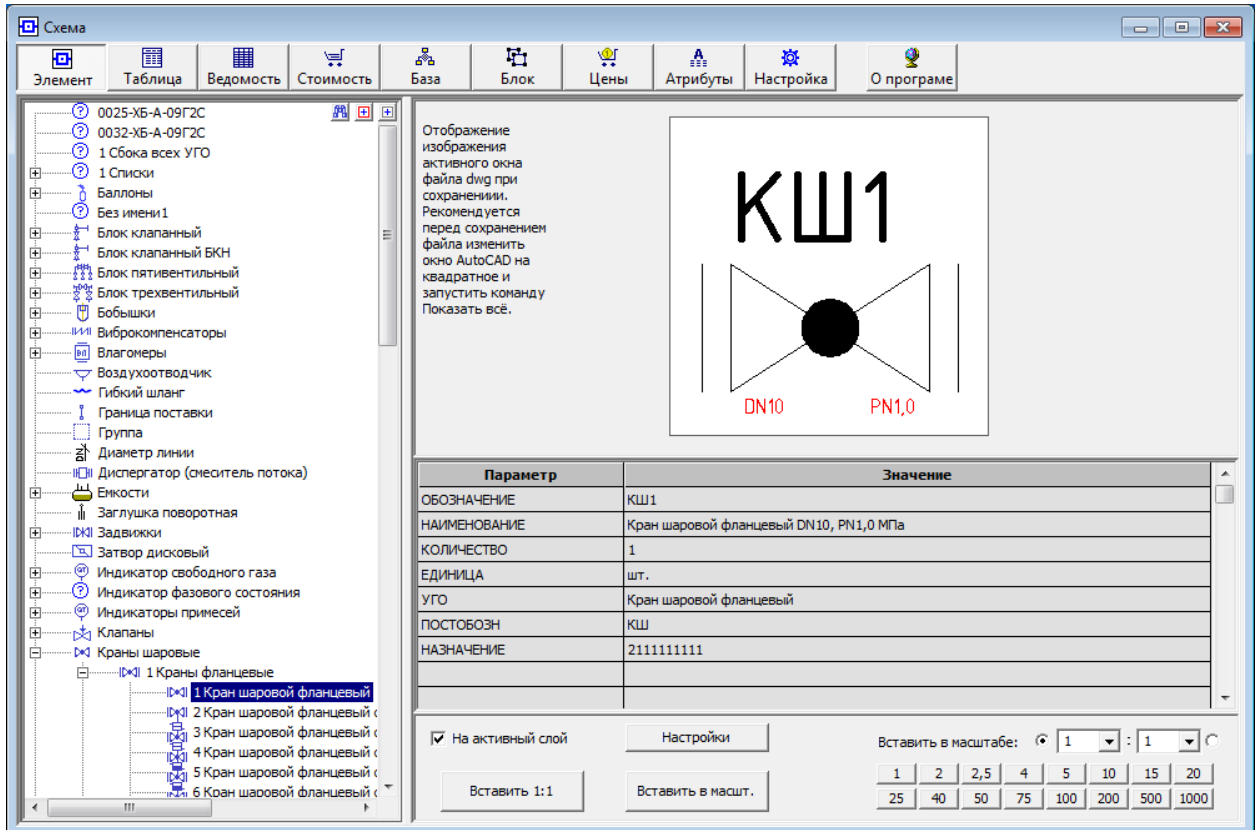 Схема
Элемент
Таблица
Ведомость
Стоимость
База
Блок
Цены
Атрибуты
Настройка
О програме
0025-ХБ-А-09Г2С
0032-ХБ-А-09Г2С
1 Сбока всех УГО
1 Списки
Баллоны
Без имени1
Блок клапанный
Блок клапанный БКН
Блок пятивентильный
Блок трехвентильный
Бобышки
Виброкомпенсаторы
Влагомеры
Воздухоотводчик
Гибкий шланг
Граница поставки
Группа
Диаметр линии
Диспергатор (смеситель потока)
Емкости
Заглушка поворотная
Задвижки
Затвор дисковый
Индикатор свободного газа
Индикатор фазового состояния
Индикаторы примесей
Клапаны
Краны шаровые
1 Краны фланцевые
1 Кран шаровой фланцевый
2 Кран шаровой фланцевый с
3 Кран шаровой фланцевый с
4 Кран шаровой фланцевый с
5 Кран шаровой фланцевый с
6 Кран шаровой фланцевый с
Отображение
изображения
активного окна
файла dwg при
сохранениии.
Рекомендуется
перед сохранением
файла изменить
окно AutoCAD на
квадратное и
запустить команду
Показать всё.
КШ1
DN10 PN1,0
Параметр Значение
ОБОЗНАЧЕНИЕ КШ1
НАИМЕНОВАНИЕ Кран шаровой фланцевый DN10, PN1,0 МПа
КОЛИЧЕСТВО 1
ЕДИНИЦА шт.
УГО Кран шаровой фланцевый
ПОСТОБОЗН КШ
НАЗНАЧЕНИЕ 2111111111
На активный слой
Настройки
Вставить 1:1
Вставить в масшт.
Вставить в масштабе: 1 : 1
1 2 2,5 4 5 10 15 20
25 40 50 75 100 200 500 1000